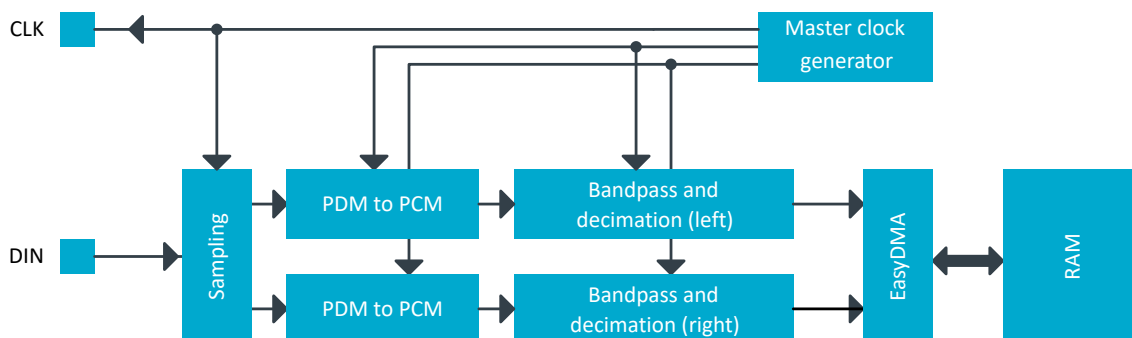 CLK
Master clock
generator
Sampling
PDM to PCM
Bandpass and
decimation (left)
DIN
PDM to PCM
Bandpass and
decimation (right)
EasyDMA
RAM